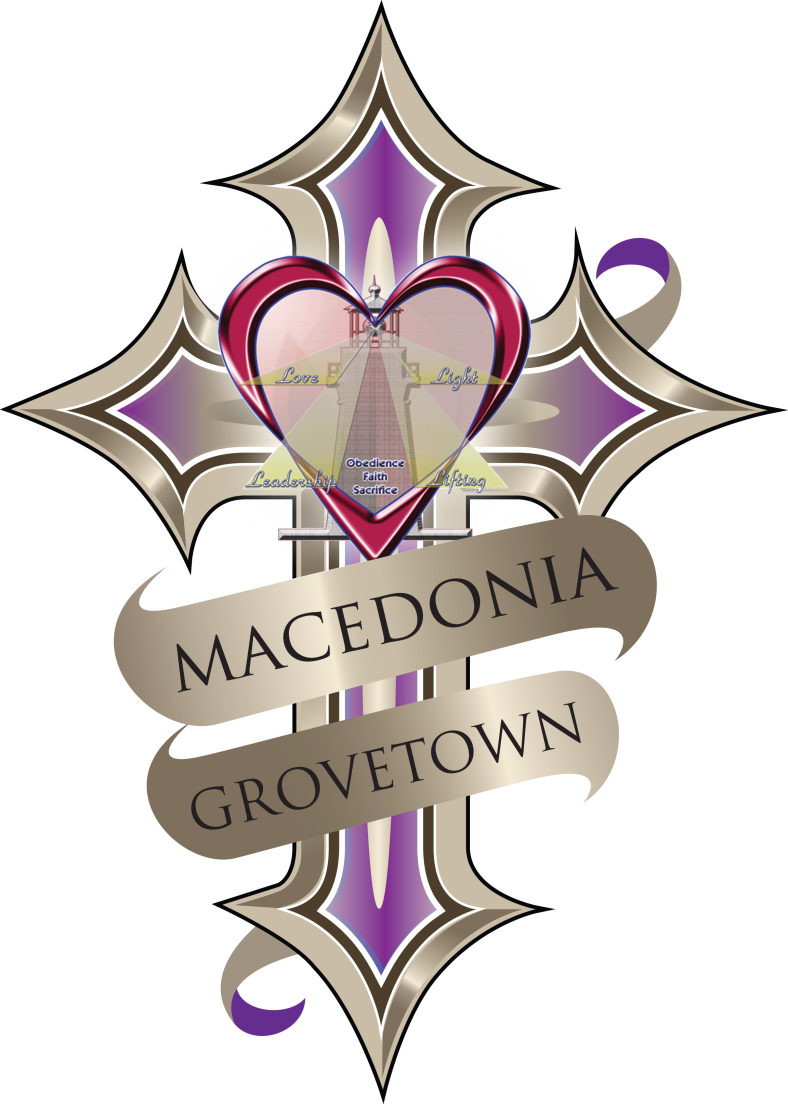 Love Light
Leadership Lifting
Obedience
Faith
Sacrifice
MACEDONIA
GROVETOWN